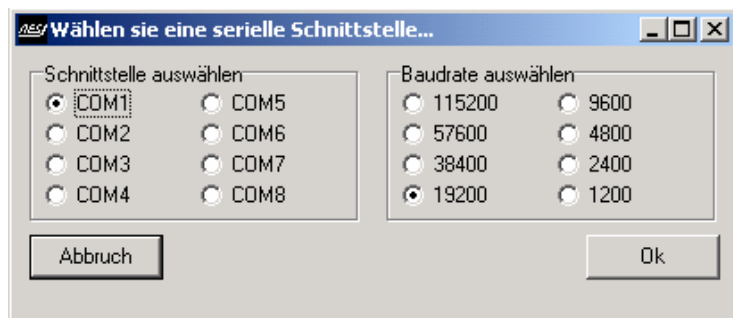 Wählen sie eine serielle Schnittstelle...
Schnittstelle auswählen
COM1 COM5
COM2 COM6
COM3 COM7
COM4 COM8
Baudrate auswählen
115200 9600
57600 4800
38400 2400
19200 1200
Abbruch
Ok